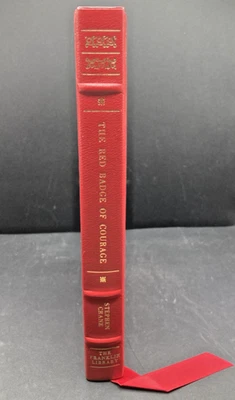 THE RED BADGE OF COURAGE
STEPHEN
CRANE
THE
FRANKLIN
LIBRARY